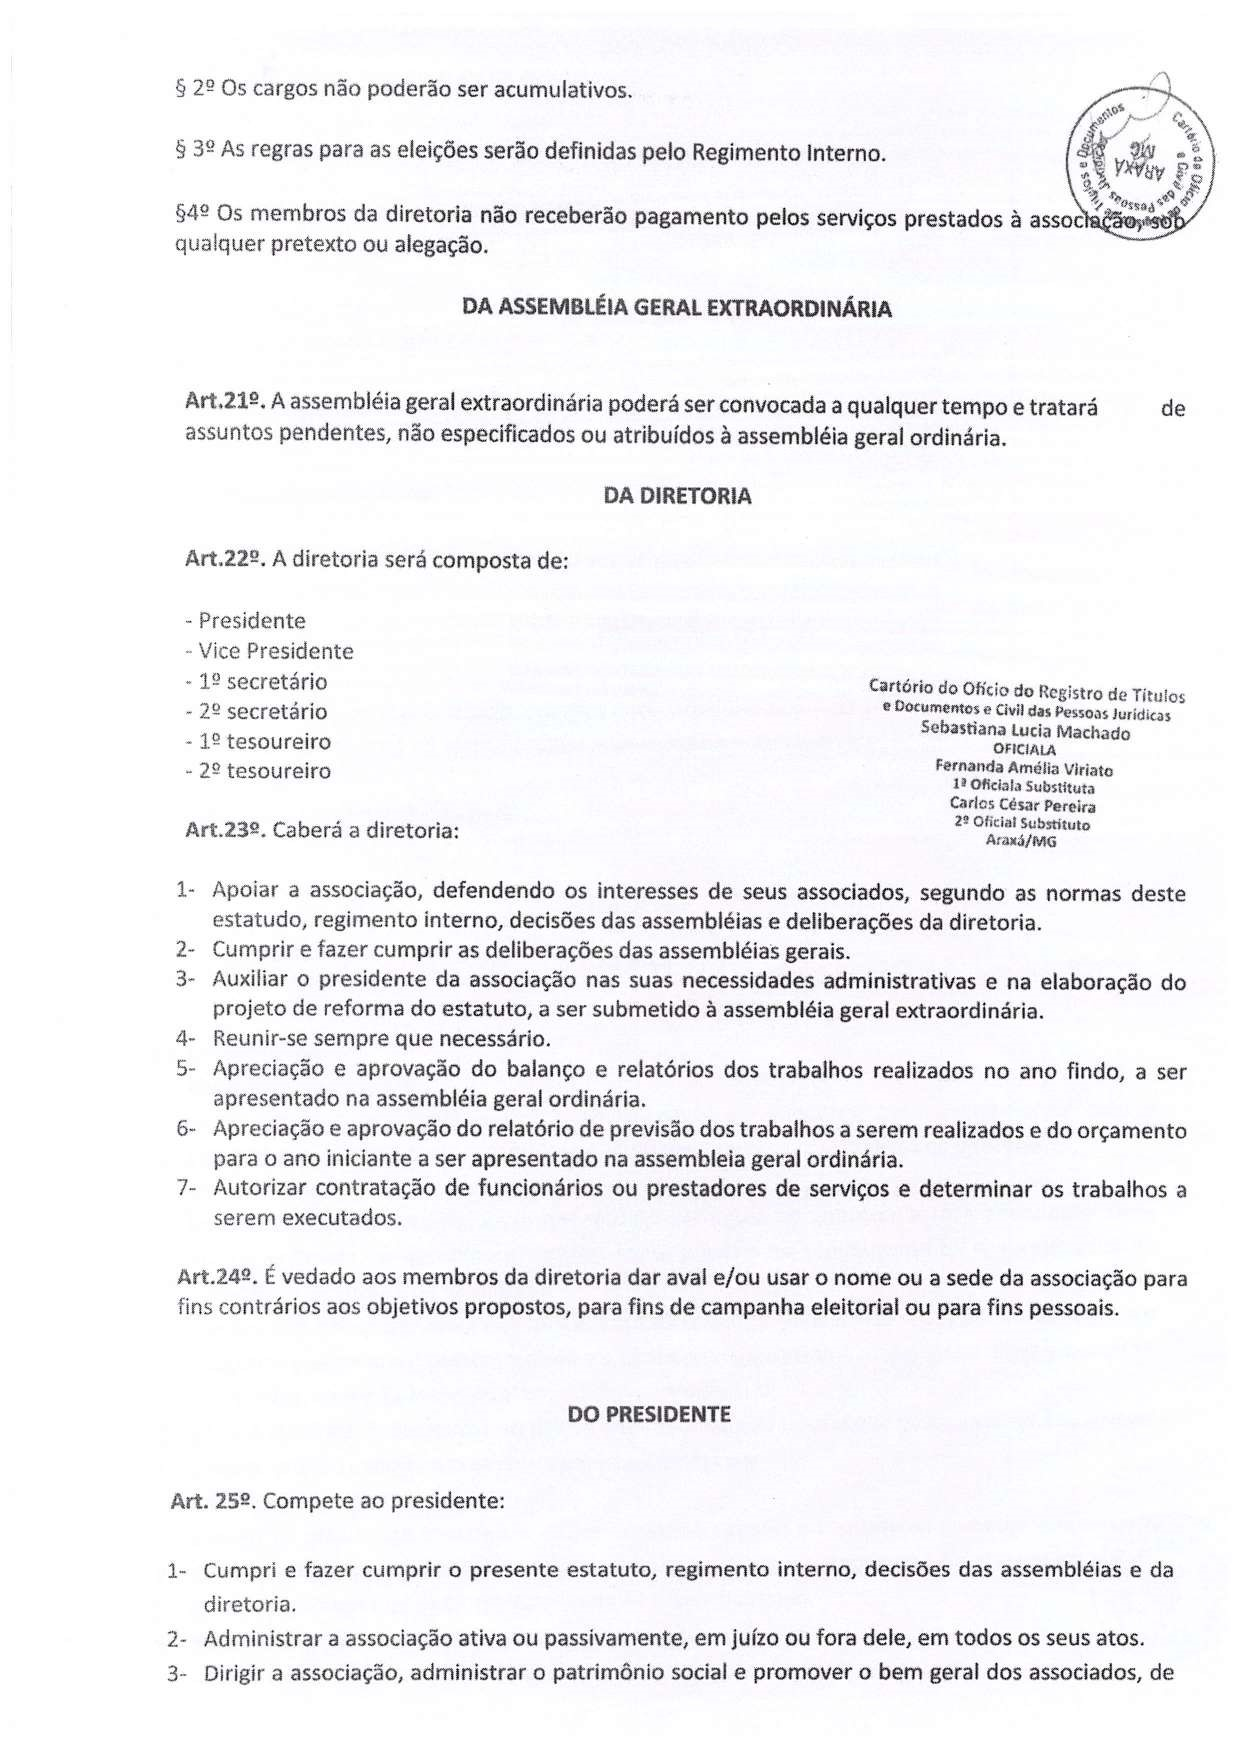 § 2º Os cargos não poderão ser acumulativos.
§ 3º As regras para as eleições serão definidas pelo Regimento Interno.
§4º Os membros da diretoria não receberão pagamento pelos serviços prestados à associação, sob
qualquer pretexto ou alegação.
DA ASSEMBLÉIA GERAL EXTRAORDINÁRIA
Art.21º. A assembléia geral extraordinária poderá ser convocada a qualquer tempo e tratará de
assuntos pendentes, não especificados ou atribuídos à assembléia geral ordinária.
DA DIRETORIA
Art.22º. A diretoria será composta de:
- Presidente
- Vice Presidente
- 1º secretário
- 2º secretário
- 1º tesoureiro
- 2º tesoureiro
Cartório do Ofício do Registro de Títulos
e Documentos e Civil das Pessoas Jurídicas
Sebastiana Lucia Machado
OFICIALA
Fernanda Amélia Viriato
1ª Oficiala Substituta
Carlos César Pereira
2º Oficial Substituto
Araxá/MG
Art.23º. Caberá a diretoria:
1- Apoiar a associação, defendendo os interesses de seus associados, segundo as normas deste
estatudo, regimento interno, decisões das assembléias e deliberações da diretoria.
2- Cumprir e fazer cumprir as deliberações das assembléias gerais.
3- Auxiliar o presidente da associação nas suas necessidades administrativas e na elaboração do
projeto de reforma do estatuto, a ser submetido à assembléia geral extraordinária.
4- Reunir-se sempre que necessário.
5- Apreciação e aprovação do balanço e relatórios dos trabalhos realizados no ano findo, a ser
apresentado na assembléia geral ordinária.
6- Apreciação e aprovação do relatório de previsão dos trabalhos a serem realizados e do orçamento
para o ano iniciante a ser apresentado na assembleia geral ordinária.
7- Autorizar contratação de funcionários ou prestadores de serviços e determinar os trabalhos a
serem executados.
Art.24º. É vedado aos membros da diretoria dar aval e/ou usar o nome ou a sede da associação para
fins contrários aos objetivos propostos, para fins de campanha eleitorial ou para fins pessoais.
DO PRESIDENTE
Art. 25º. Compete ao presidente:
1- Cumpri e fazer cumprir o presente estatuto, regimento interno, decisões das assembléias e da
diretoria.
2- Administrar a associação ativa ou passivamente, em juízo ou fora dele, em todos os seus atos.
3- Dirigir a associação, administrar o patrimônio social e promover o bem geral dos associados, de